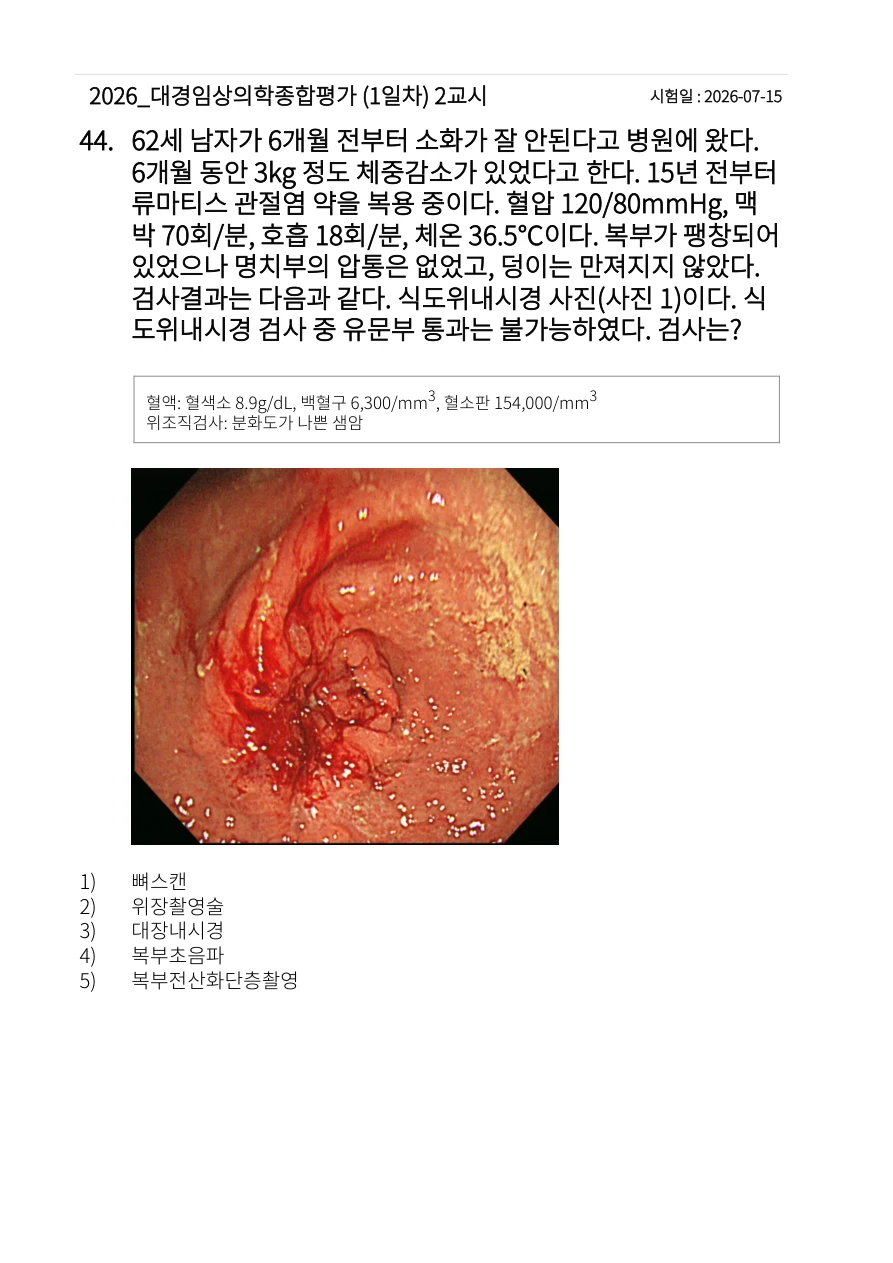 2026_대경임상의학종합평가 (1일차) 2교시
시험일 : 2026-07-15
44. 62세 남자가 6개월 전부터 소화가 잘 안된다고 병원에 왔다.
6개월 동안 3kg 정도 체중감소가 있었다고 한다. 15년 전부터
류마티스 관절염 약을 복용 중이다. 혈압 120/80mmHg, 맥
박 70회/분, 호흡 18회/분, 체온 36.5℃이다. 복부가 팽창되어
있었으나 명치부의 압통은 없었고, 덩이는 만져지지 않았다.
검사결과는 다음과 같다. 식도위내시경 사진(사진 1)이다. 식
도위내시경 검사 중 유문부 통과는 불가능하였다. 검사는?
혈액: 혈색소 8.9g/dL, 백혈구 6,300/mm³, 혈소판 154,000/mm³
위조직검사: 분화도가 나쁜 샘암
1) 뼈스캔
2) 위장촬영술
3) 대장내시경
4) 복부초음파
5) 복부전산화단층촬영